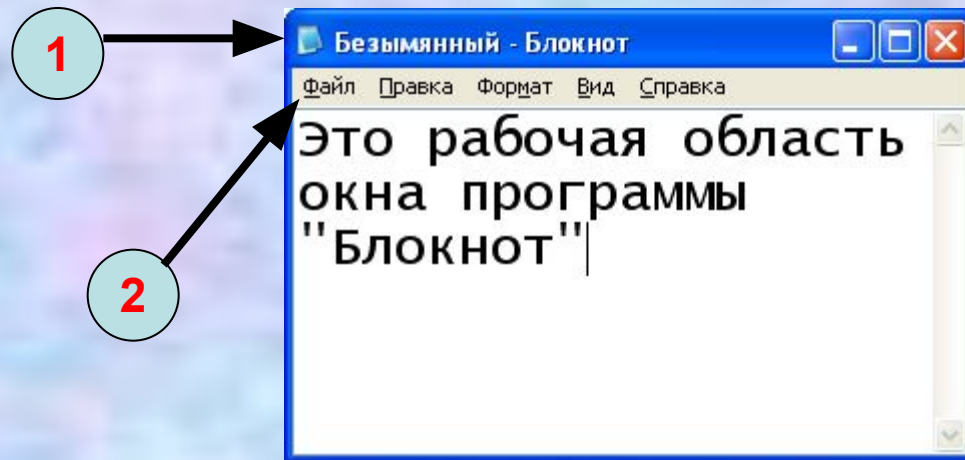 1
Безымянный - Блокнот
Файл Правка Формат Вид Справка
Это рабочая область
окна программы
"Блокнот"
2